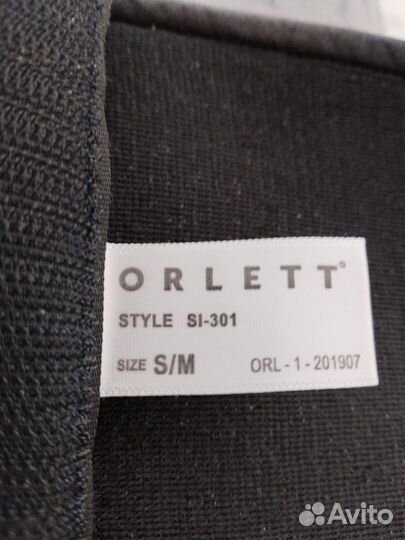 ORLETT®
STYLE SI-301
SIZE S/M ORL - 1 - 201907
Avito